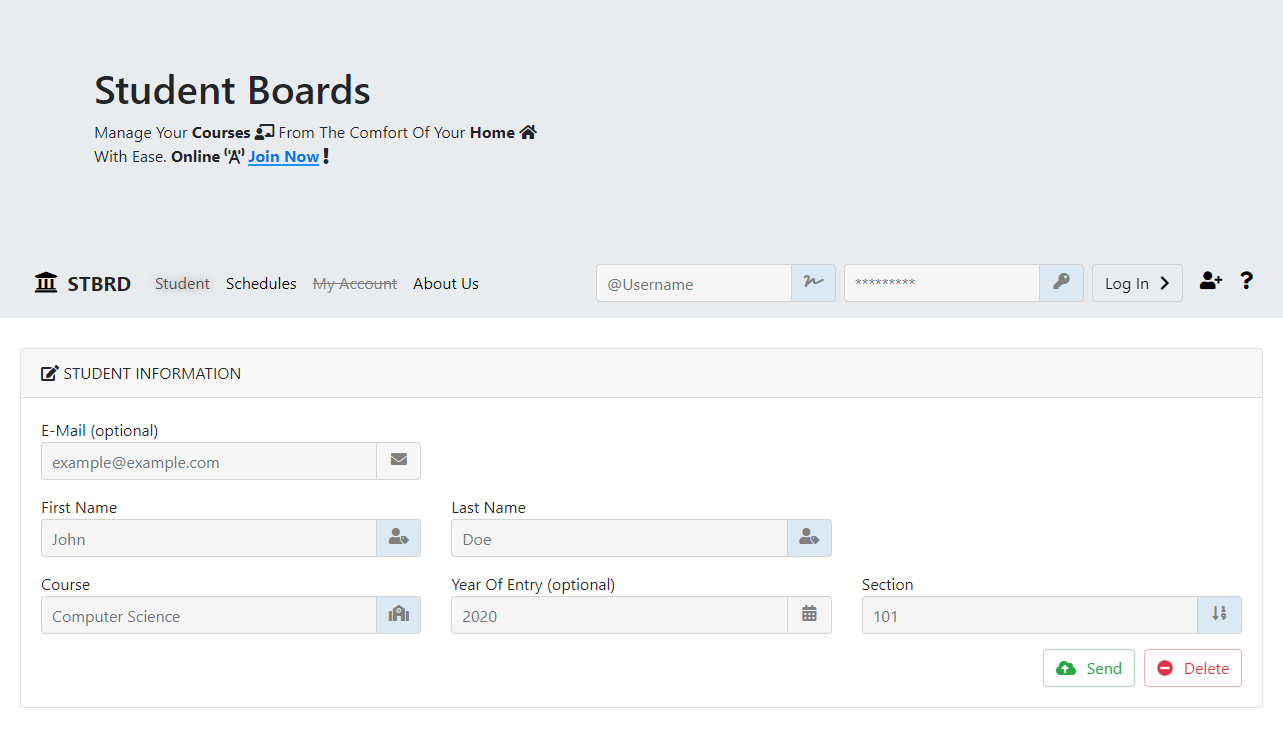 Student Boards
Manage Your Courses From The Comfort Of Your Home
With Ease. Online Join Now !
STBRD Student Schedules My Account About Us @Username ********* Log In ?
STUDENT INFORMATION
E-Mail (optional)
example@example.com
First Name Last Name
John Doe
Course Year Of Entry (optional) Section
Computer Science 2020 101
Send Delete